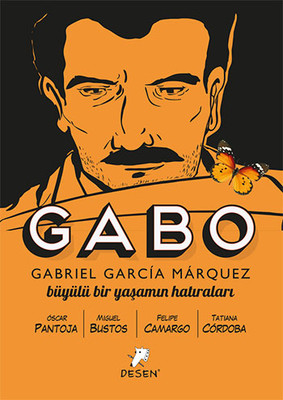 GABO
GABRIEL GARCÍA MÁRQUEZ
büyülü bir yaşamın hatıraları
ÓSCAR PANTOJA
MIGUEL BUSTOS
FELIPE CAMARGO
TATIANA CÓRDOBA
DESEN